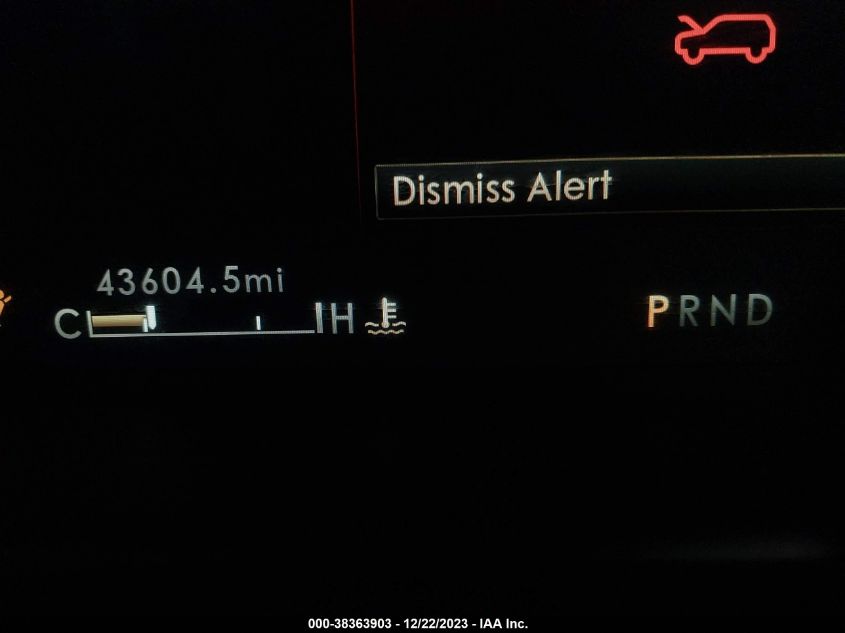 Dismiss Alert
43604.5mi
C H
PRND
000-38363903 - 12/22/2023 - IAA Inc.